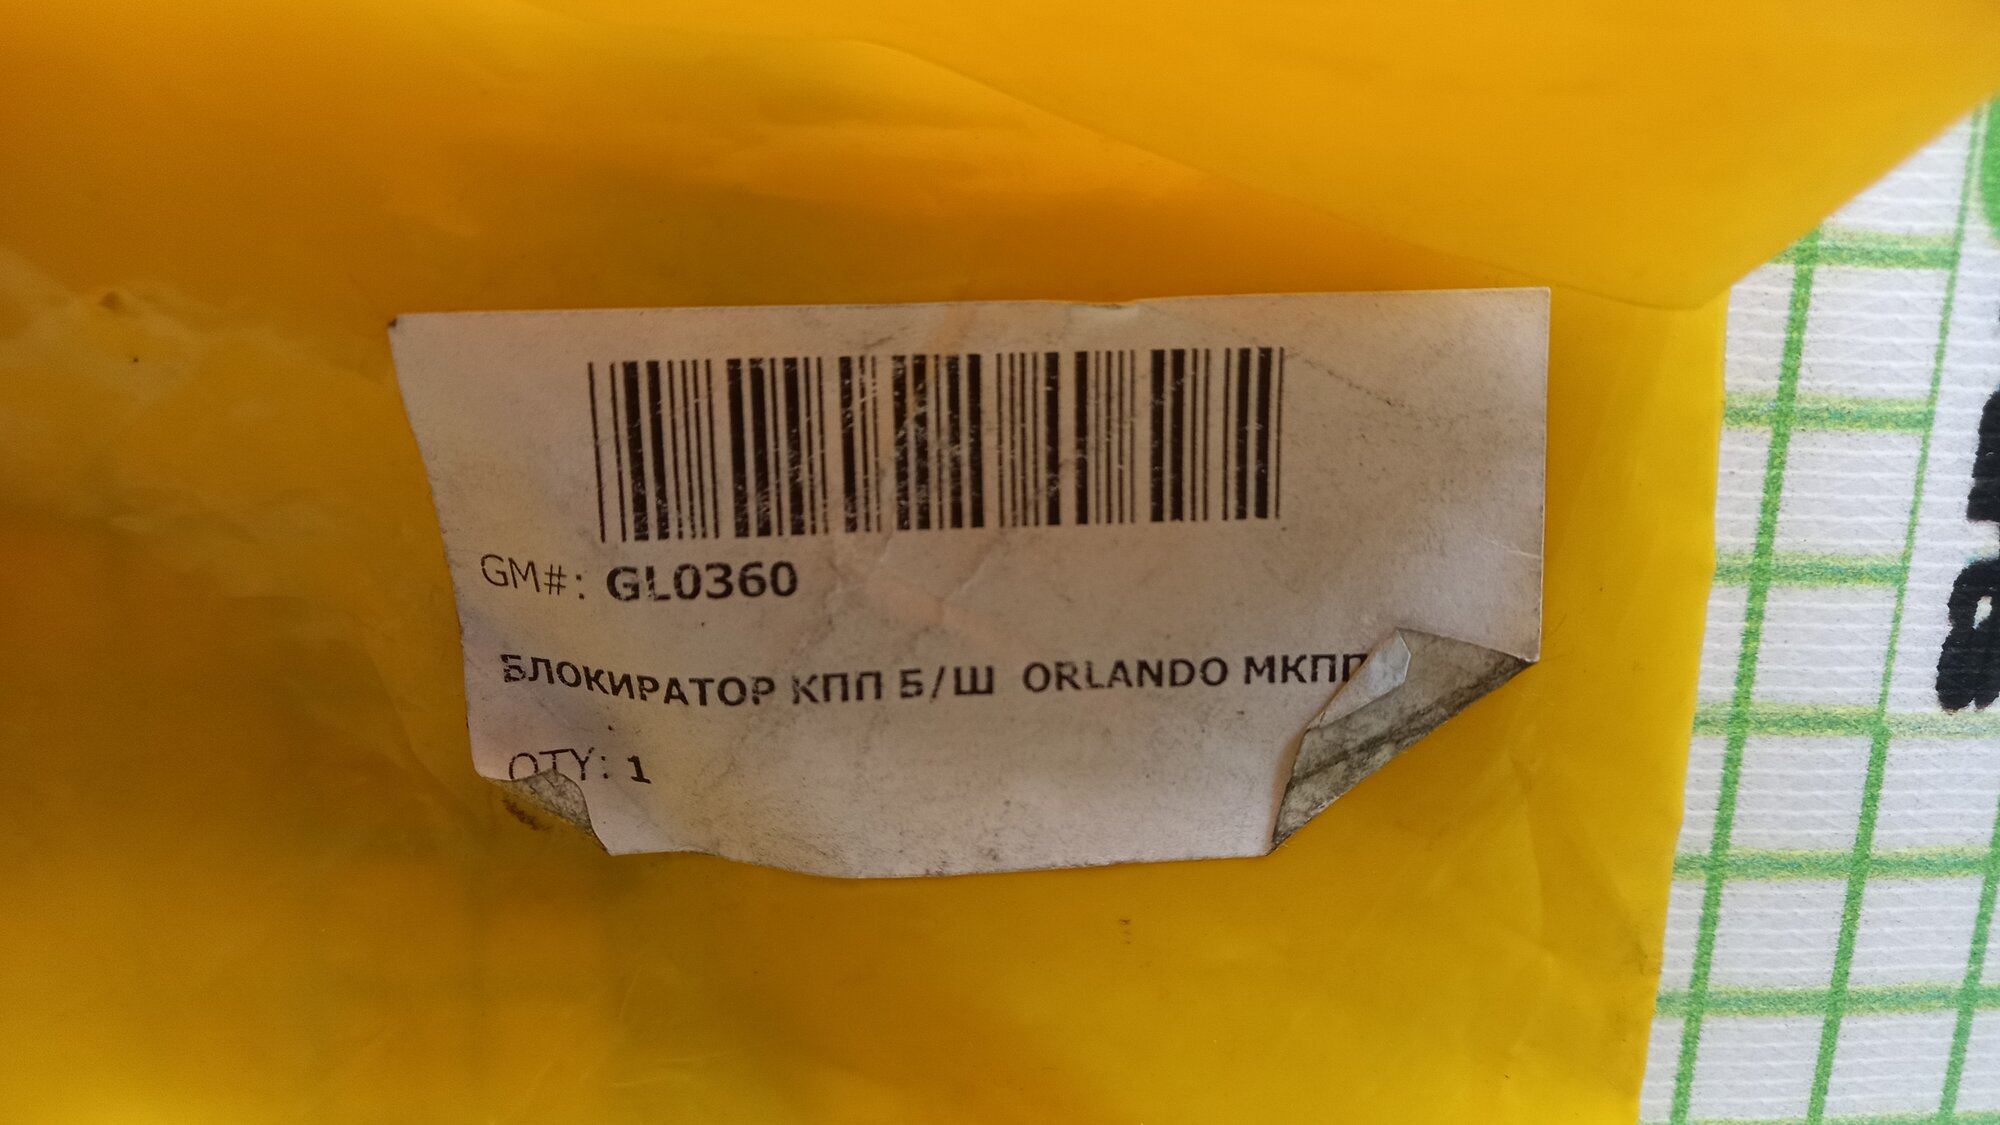 GM#: GL0360
БЛОКИРАТОР КПП Б/Ш ORLANDO МКПП
QTY: 1